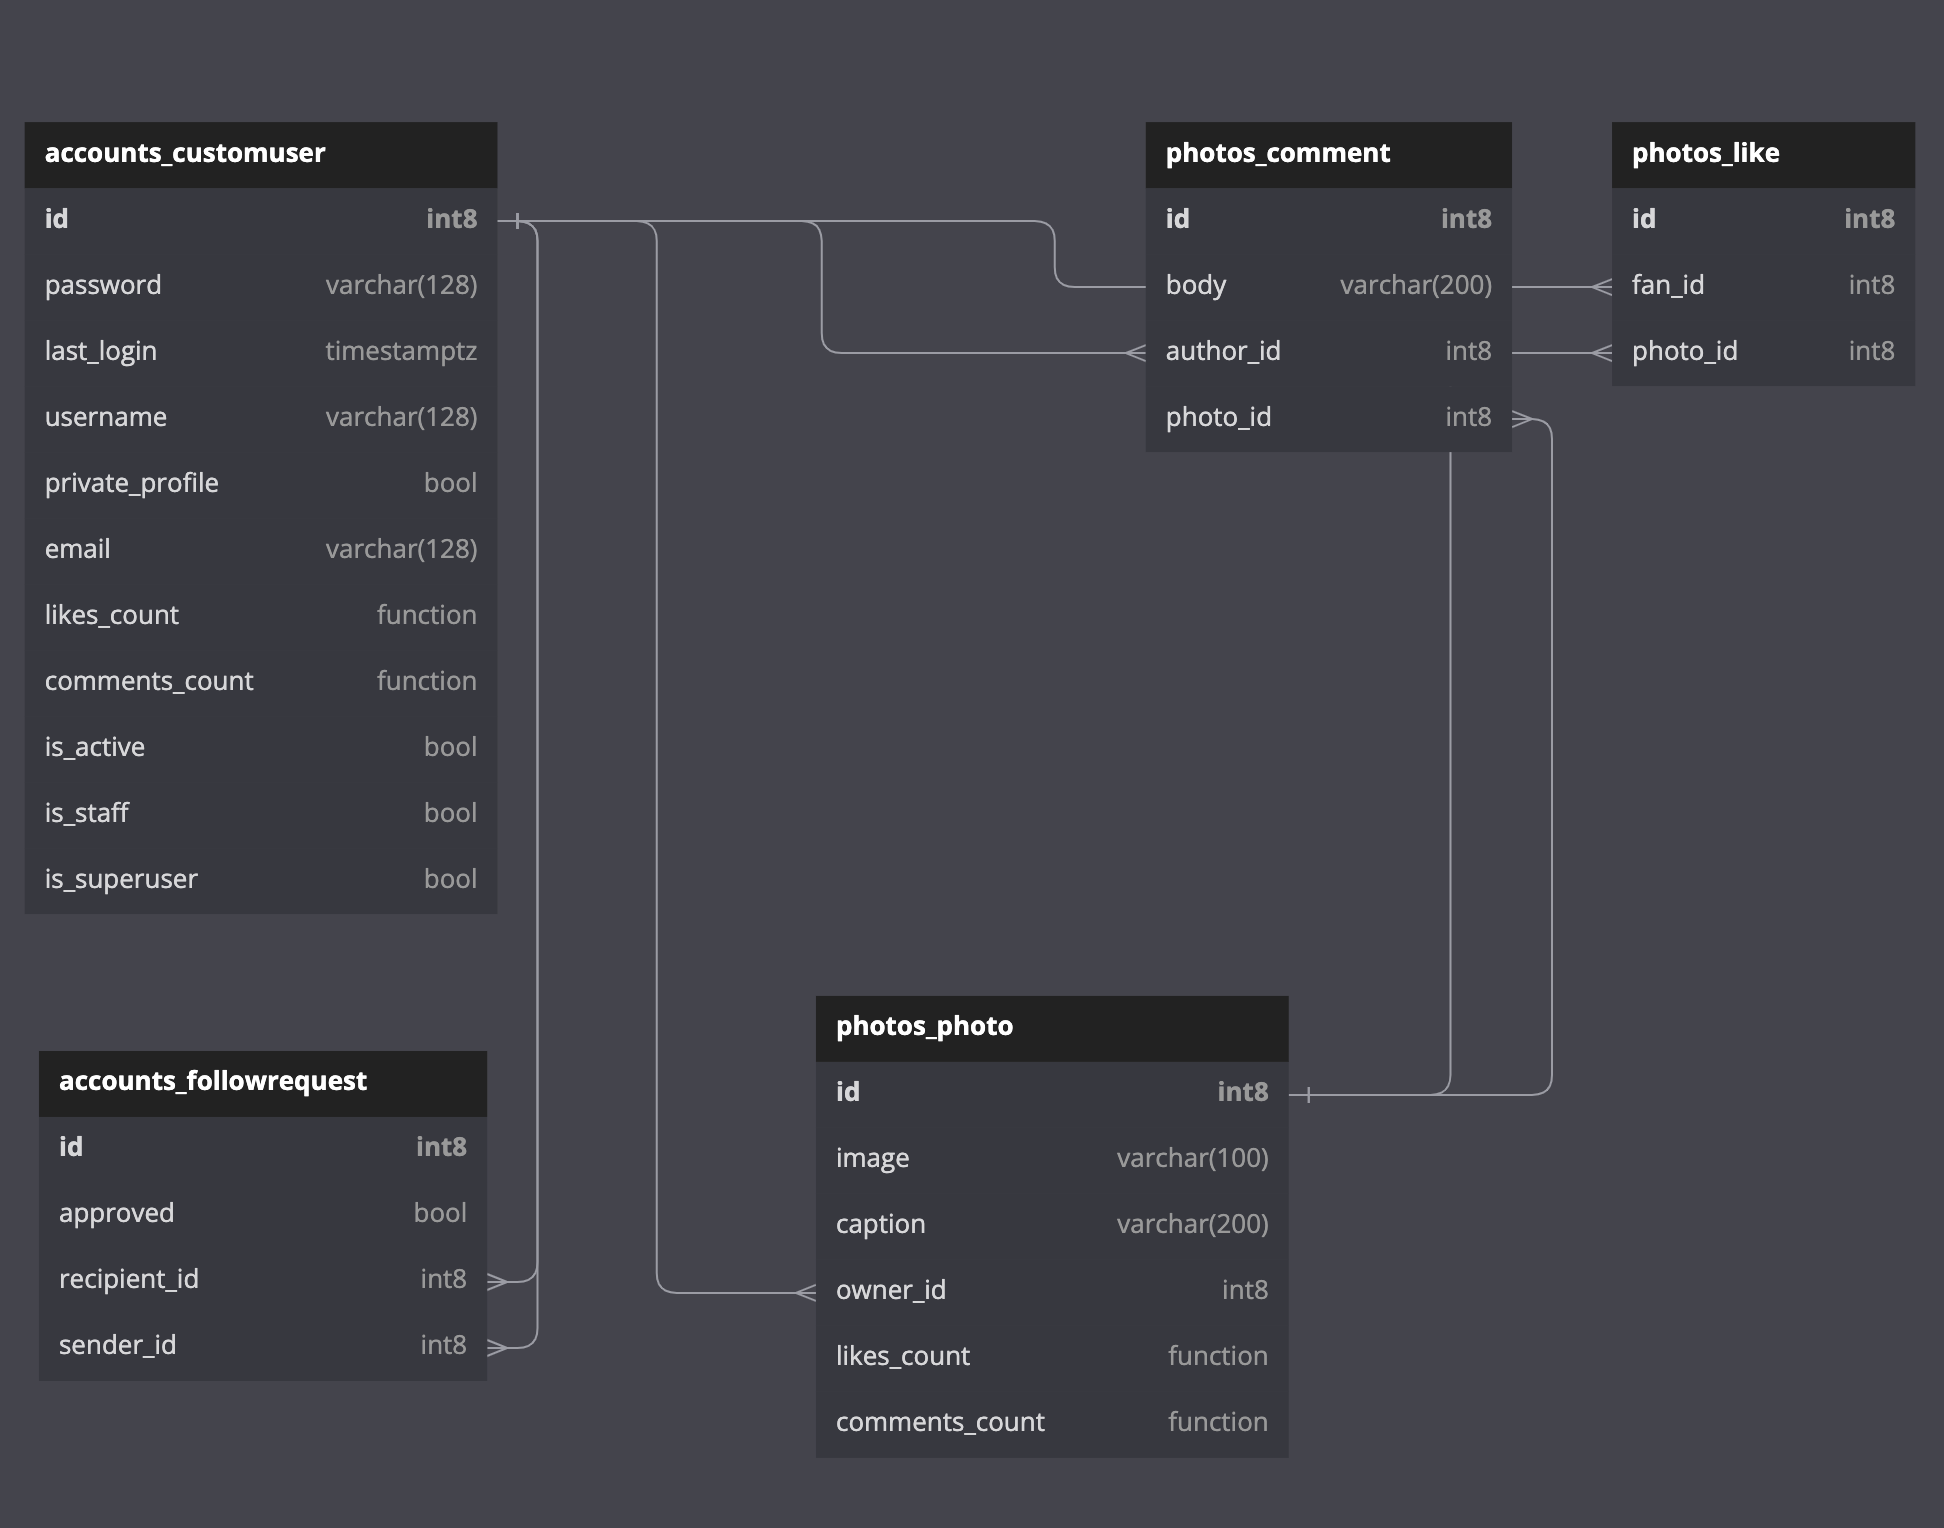 accounts_customuser
id int8
password varchar(128)
last_login timestamptz
username varchar(128)
private_profile bool
email varchar(128)
likes_count function
comments_count function
is_active bool
is_staff bool
is_superuser bool
photos_comment
id int8
body varchar(200)
author_id int8
photo_id int8
photos_like
id int8
fan_id int8
photo_id int8
accounts_followrequest
id int8
approved bool
recipient_id int8
sender_id int8
photos_photo
id int8
image varchar(100)
caption varchar(200)
owner_id int8
likes_count function
comments_count function